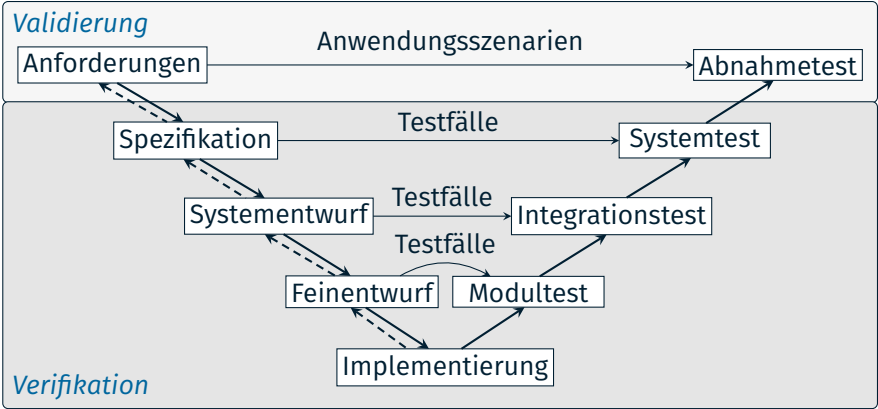 Validierung
Anwendungsszenarien
Anforderungen
Abnahmetest
Testfälle
Spezifikation
Systemtest
Testfälle
Systementwurf
Integrationstest
Testfälle
Feinentwurf
Modultest
Implementierung
Verifikation